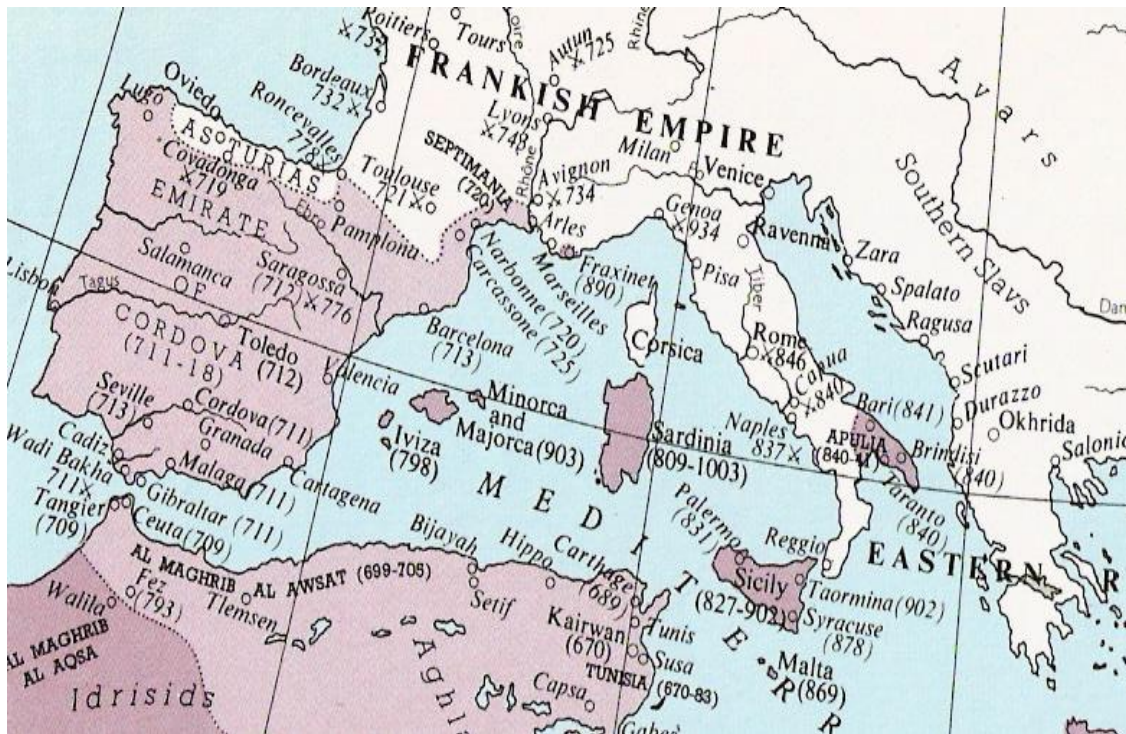 Poitiers
732
Tours
Loire
Autun
725
Rhine
FRANKISH EMPIRE
Avars
Bordeaux
732
Roncevalles
778
Oviedo
Lugo
ASTURIAS
Covadonga
719
EMIRATE
OF
CORDOVA
(711-18)
Lyons
743
Milan
Venice
SEPTIMANIA
(720)
Rhône
Avignon
734
Arles
Toulouse
721
Ebro
Pamplona
Genoa
934
Ravenna
Zara
Southern Slavs
Salamanca
Saragossa
(712)
776
Narbonne (720)
Carcassone (725)
Marseilles
Fraxinet
(890)
Pisa
Tiber
Spalato
Ragusa
Lisbon
Tagus
Toledo
(712)
Barcelona
(713)
Corsica
Rome
846
Capua
840
Scutari
Durazzo
Okhrida
Valencia
Seville
(713)
Cordova (711)
Granada
Minorca
and
Majorca (903)
Iviza
(798)
Sardinia
(809-1003)
Naples
837
Bari (841)
APULIA
Brindisi
(840)
Taranto
(840)
Cadiz
Wadi Bakha
711
Malaga (711)
Cartagena
Gibraltar (711)
Tangier
(709)
Ceuta (709)
Bijayah
Hippo
Carthage
(689)
Palermo
(831)
Reggio
EASTERN R
AL MAGHRIB AL AWSAT (699-705)
Fez
(793)
Walila
Tlemsen
Setif
Kairwan
(670)
Tunis
Susa
TUNISIA
(670-83)
Sicily
(827-902)
Taormina (902)
Syracuse
(878)
Malta
(869)
MEDITERR
AL MAGHRIB
AL AQSA
Idrisids
Aghl
Capsa